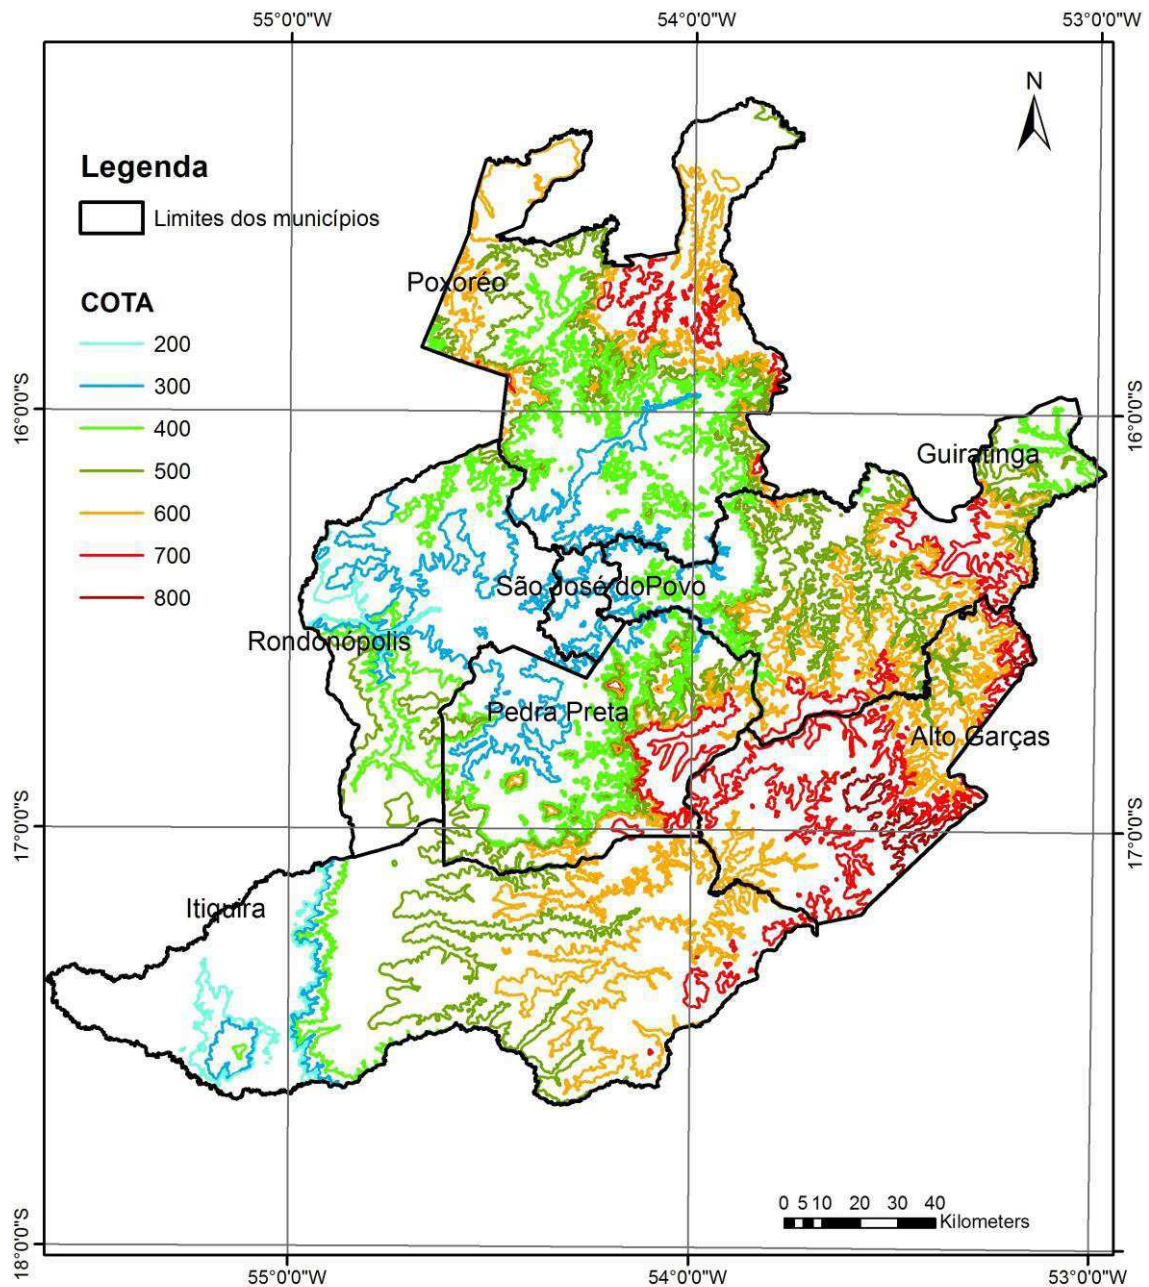 55°0'0"W
54°0'0"W
53°0'0"W
N
Legenda
Limites dos municípios
Poxoréo
COTA
200
300
16°0'0"S
16°0'0"S
400
Guiratinga
500
600
700
São José doPovo
800
Rondonópolis
Pedra Preta
Alto Garças
17°0'0"S
17°0'0"S
Itiquira
0 5 10 20 30 40
Kilometers
18°0'0"S
55°0'0"W
54°0'0"W
53°0'0"W